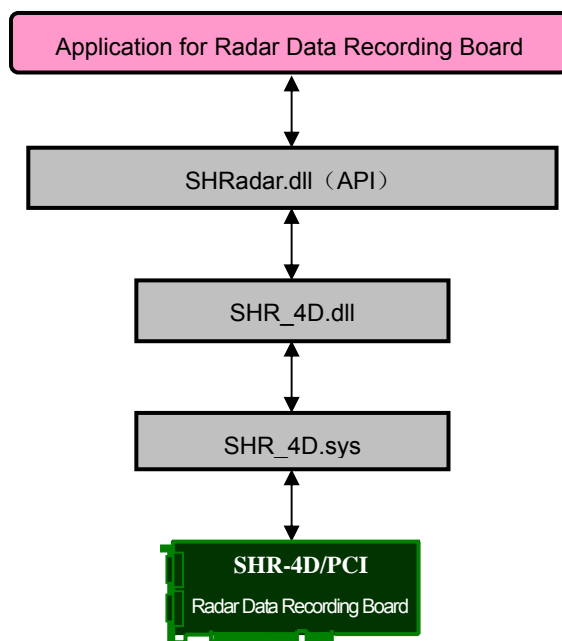 Application for Radar Data Recording Board
SHRadar.dll（API）
SHR_4D.dll
SHR_4D.sys
SHR-4D/PCI
Radar Data Recording Board